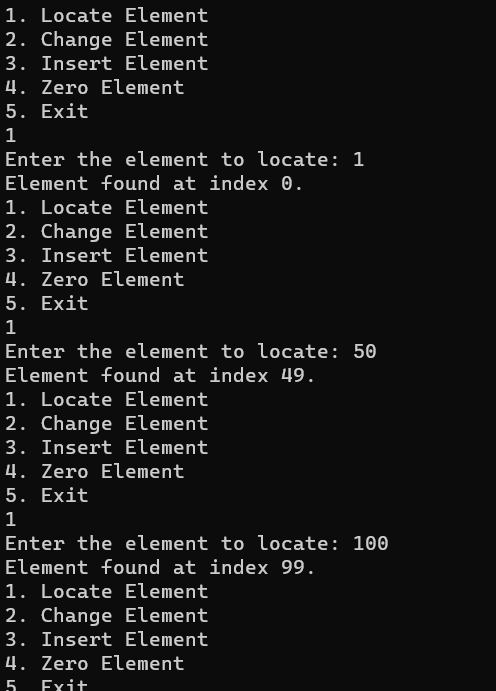 1. Locate Element
2. Change Element
3. Insert Element
4. Zero Element
5. Exit
1
Enter the element to locate: 1
Element found at index 0.
1. Locate Element
2. Change Element
3. Insert Element
4. Zero Element
5. Exit
1
Enter the element to locate: 50
Element found at index 49.
1. Locate Element
2. Change Element
3. Insert Element
4. Zero Element
5. Exit
1
Enter the element to locate: 100
Element found at index 99.
1. Locate Element
2. Change Element
3. Insert Element
4. Zero Element
5. Exit